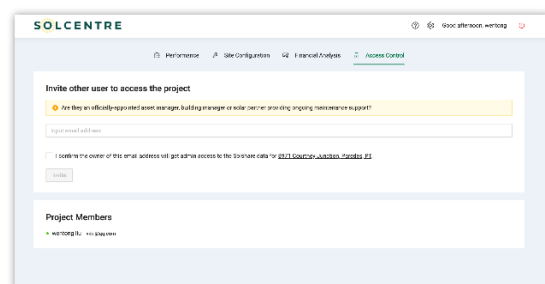 SOLCENTRE
Good afternoon, wentong
Performance Site Configuration Financial Analysis Access Control
Invite other user to access the project
Are they an officially-appointed asset manager, building manager or solar partner providing ongoing maintenance support?
Input email address
I confirm the owner of this email address will get admin access to the Solshare data for 8971 Courtney Junction, Paredes, PT
Invite
Project Members
wentong liu